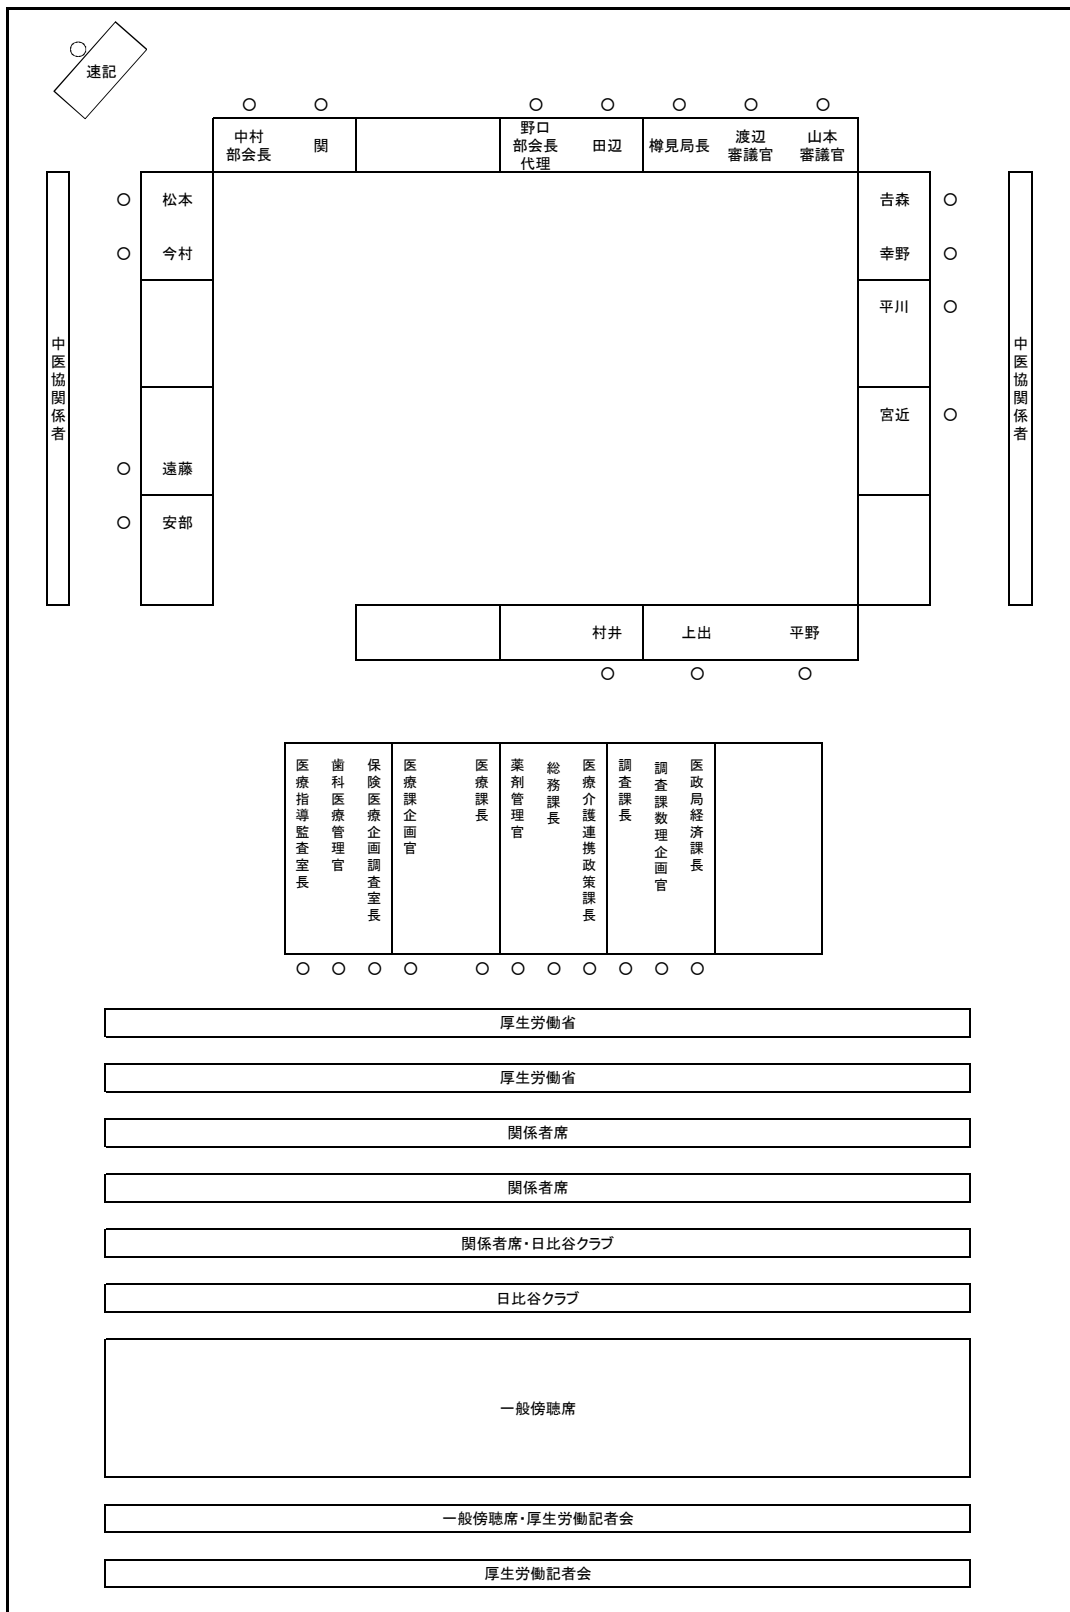 速記
中村
部会長
関
野口
部会長
代理
田辺
樽見局長
渡辺
審議官
山本
審議官
松本
今村
遠藤
安部
𠮷森
幸野
平川
宮近
中医協関係者
中医協関係者
村井
上出
平野
医療指導監査室長
歯科医療管理官
保険医療企画調査室長
医療課企画官
医療課長
薬剤管理官
総務課長
医療介護連携政策課長
調査課長
調査課数理企画官
医政局経済課長
厚生労働省
厚生労働省
関係者席
関係者席
関係者席・日比谷クラブ
日比谷クラブ
一般傍聴席
一般傍聴席・厚生労働記者会
厚生労働記者会